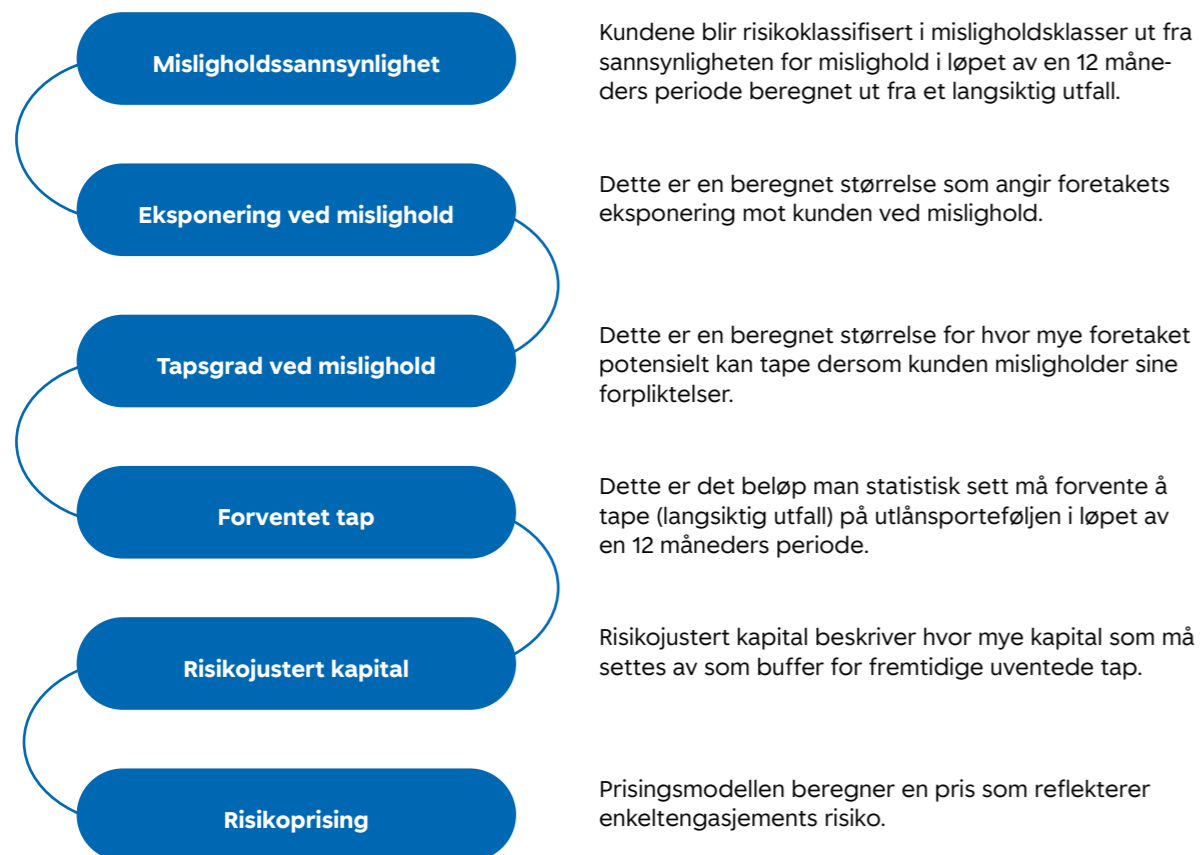 Misligholdssannsynlighet
Kundene blir risikoklassifisert i misligholdsklasser ut fra
sannsynligheten for mislighold i løpet av en 12 måne-
ders periode beregnet ut fra et langsiktig utfall.
Eksponering ved mislighold
Dette er en beregnet størrelse som angir foretakets
eksponering mot kunden ved mislighold.
Tapsgrad ved mislighold
Dette er en beregnet størrelse for hvor mye foretaket
potensielt kan tape dersom kunden misligholder sine
forpliktelser.
Forventet tap
Dette er det beløp man statistisk sett må forvente å
tape (langsiktig utfall) på utlånsporteføljen i løpet av
en 12 måneders periode.
Risikojustert kapital
Risikojustert kapital beskriver hvor mye kapital som må
settes av som buffer for fremtidige uventede tap.
Risikoprising
Prisingsmodellen beregner en pris som reflekterer
enkeltengasjements risiko.